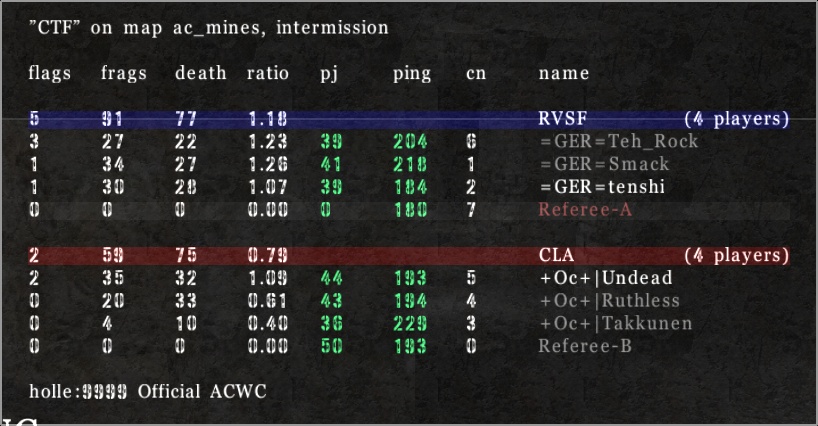 "CTF" on map ac_mines, intermission
flags frags death ratio pj ping cn name
5 91 77 1.18 RVSF (4 players)
3 27 22 1.23 39 204 6 =GER=Teh_Rock
1 34 27 1.26 41 218 1 =GER=Smack
1 30 28 1.07 39 184 2 =GER=tenshi
0 0 0 0.00 0 180 7 Referee-A
2 59 75 0.79 CLA (4 players)
2 35 32 1.09 44 193 5 +Oc+|Undead
0 20 33 0.61 43 194 4 +Oc+|Ruthless
0 4 10 0.40 36 229 3 +Oc+|Takkunen
0 0 0 0.00 50 193 0 Referee-B
holle:9999 Official ACWC